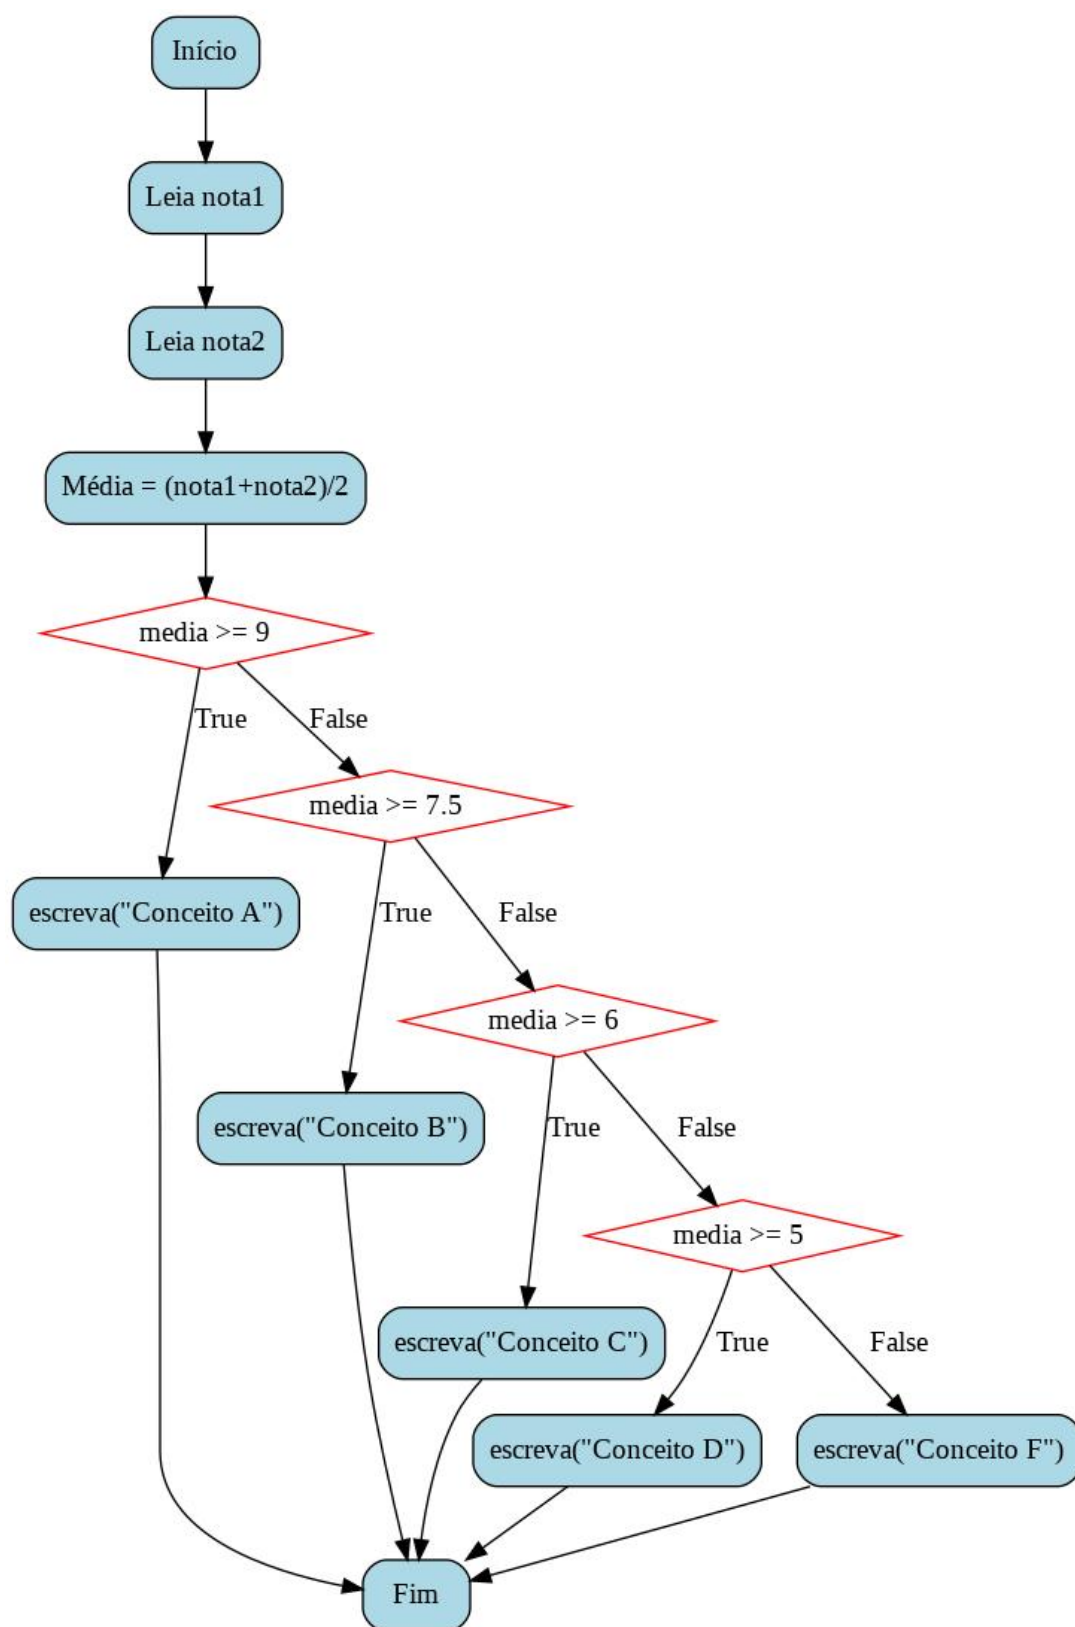 Início
Leia nota1
Leia nota2
Média = (nota1+nota2)/2
media >= 9
True
False
media >= 7.5
escreva("Conceito A")
True
False
media >= 6
escreva("Conceito B")
True
False
media >= 5
escreva("Conceito C")
True
False
escreva("Conceito D")
escreva("Conceito F")
Fim